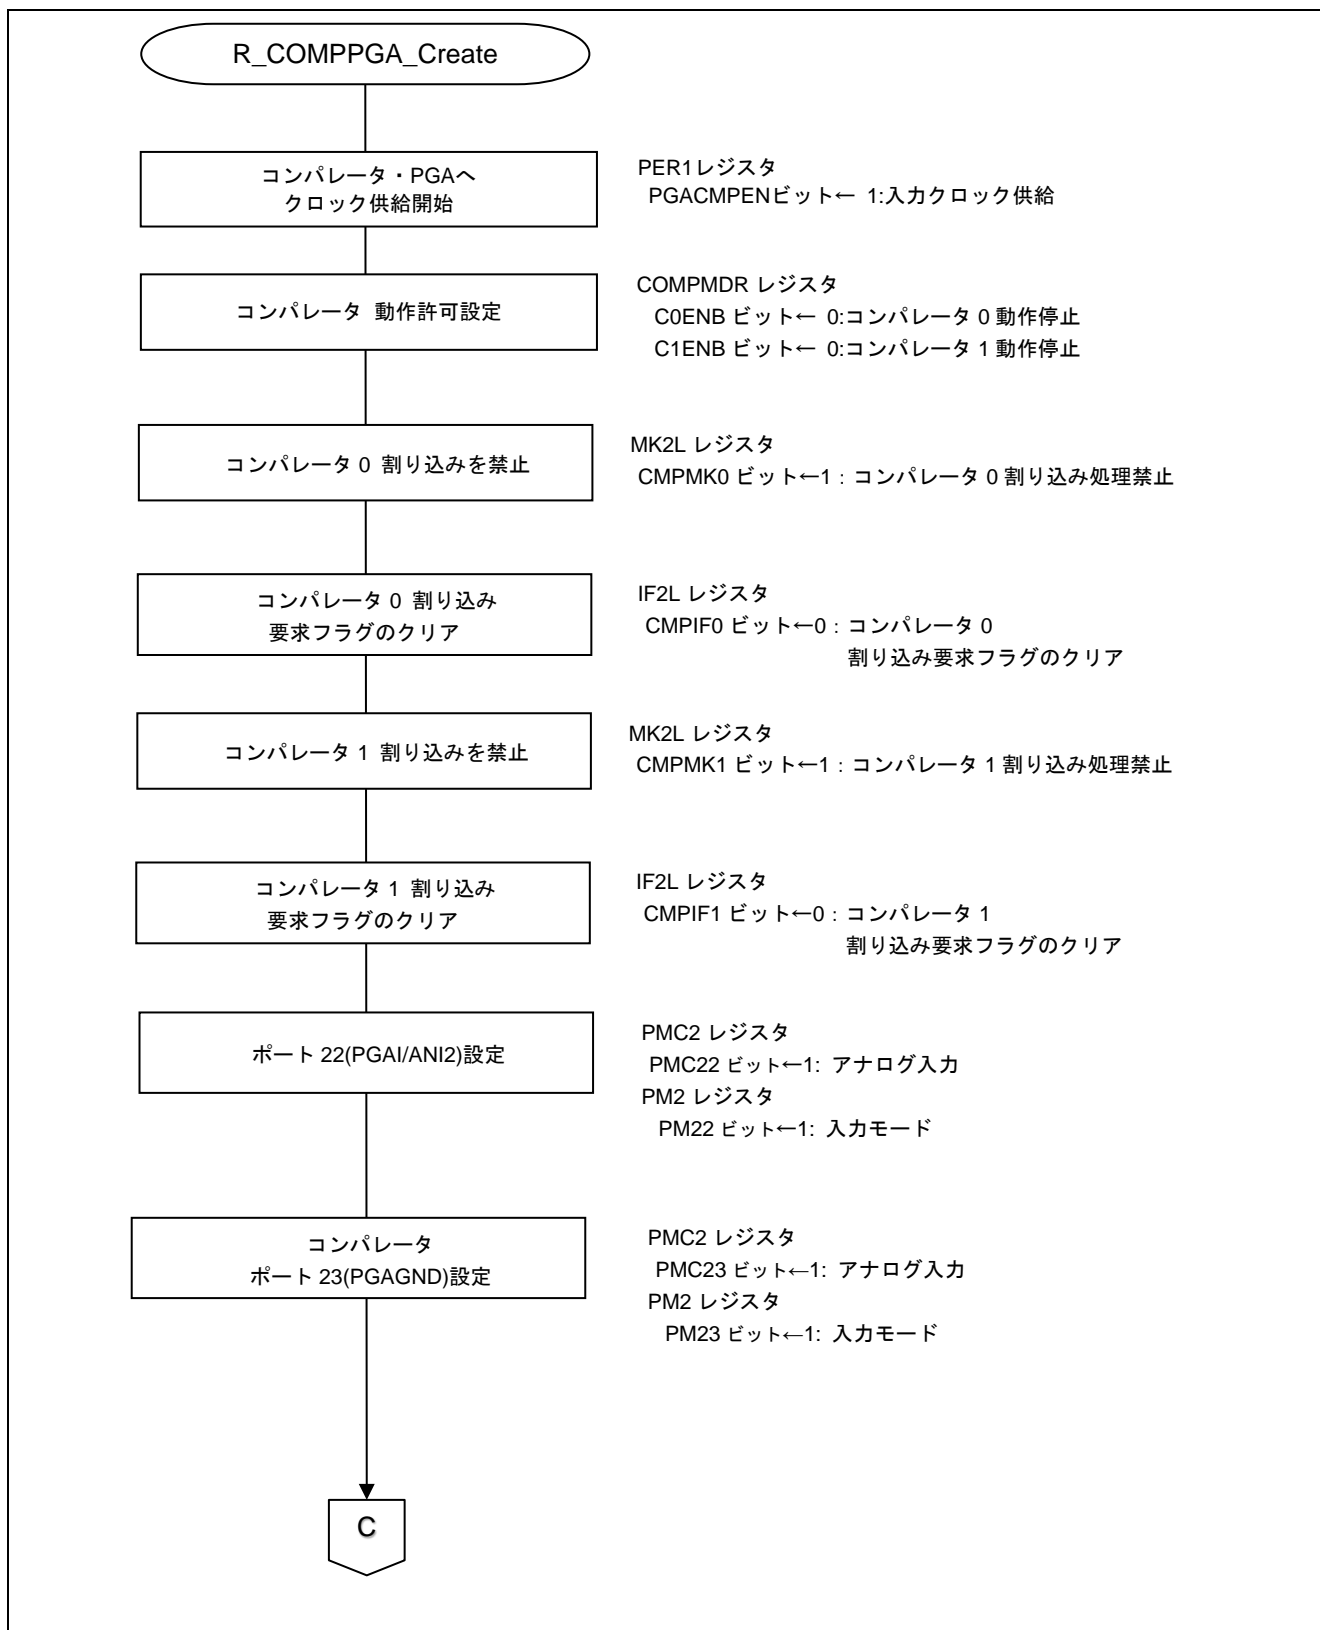 R_COMPPGA_Create
コンパレータ・PGAへ
クロック供給開始
PER1レジスタ
PGACMPENビット← 1:入力クロック供給
コンパレータ 動作許可設定
COMPMDR レジスタ
C0ENB ビット← 0:コンパレータ 0 動作停止
C1ENB ビット← 0:コンパレータ 1 動作停止
コンパレータ 0 割り込みを禁止
MK2L レジスタ
CMPMK0 ビット←1：コンパレータ 0 割り込み処理禁止
コンパレータ 0 割り込み
要求フラグのクリア
IF2L レジスタ
CMPIF0 ビット←0：コンパレータ 0
割り込み要求フラグのクリア
コンパレータ 1 割り込みを禁止
MK2L レジスタ
CMPMK1 ビット←1：コンパレータ 1 割り込み処理禁止
コンパレータ 1 割り込み
要求フラグのクリア
IF2L レジスタ
CMPIF1 ビット←0：コンパレータ 1
割り込み要求フラグのクリア
ポート 22(PGAI/ANI2)設定
PMC2 レジスタ
PMC22 ビット←1: アナログ入力
PM2 レジスタ
PM22 ビット←1: 入力モード
コンパレータ
ポート 23(PGAGND)設定
PMC2 レジスタ
PMC23 ビット←1: アナログ入力
PM2 レジスタ
PM23 ビット←1: 入力モード
C